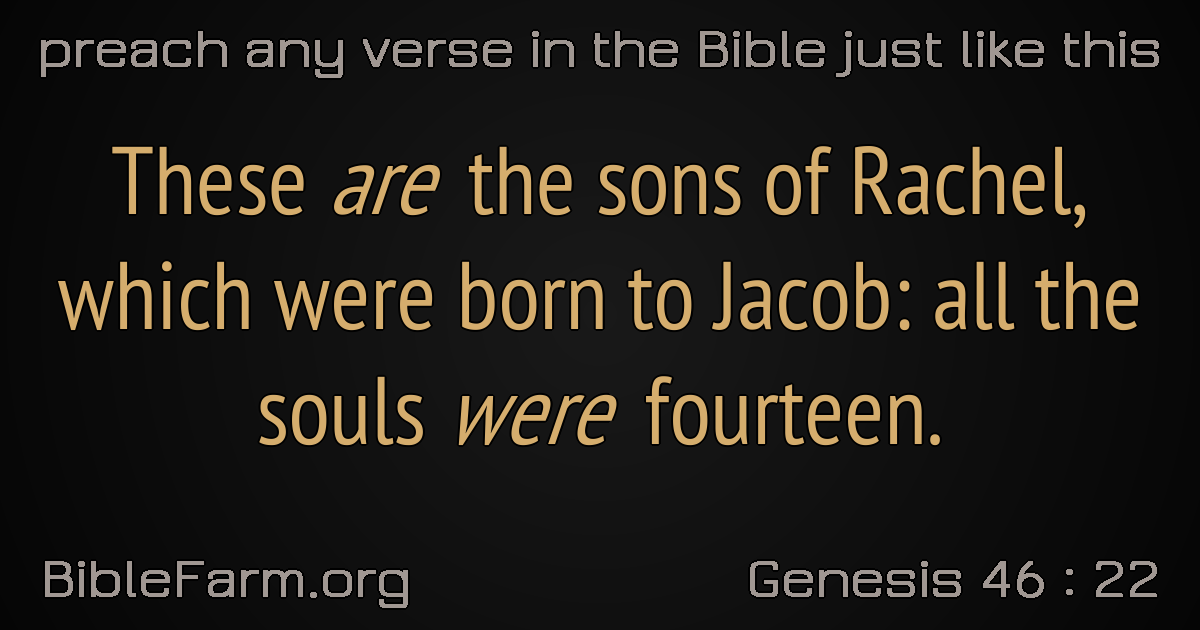 preach any verse in the Bible just like this
These are the sons of Rachel,
which were born to Jacob: all the
souls were fourteen.
BibleFarm.org
Genesis 46 : 22